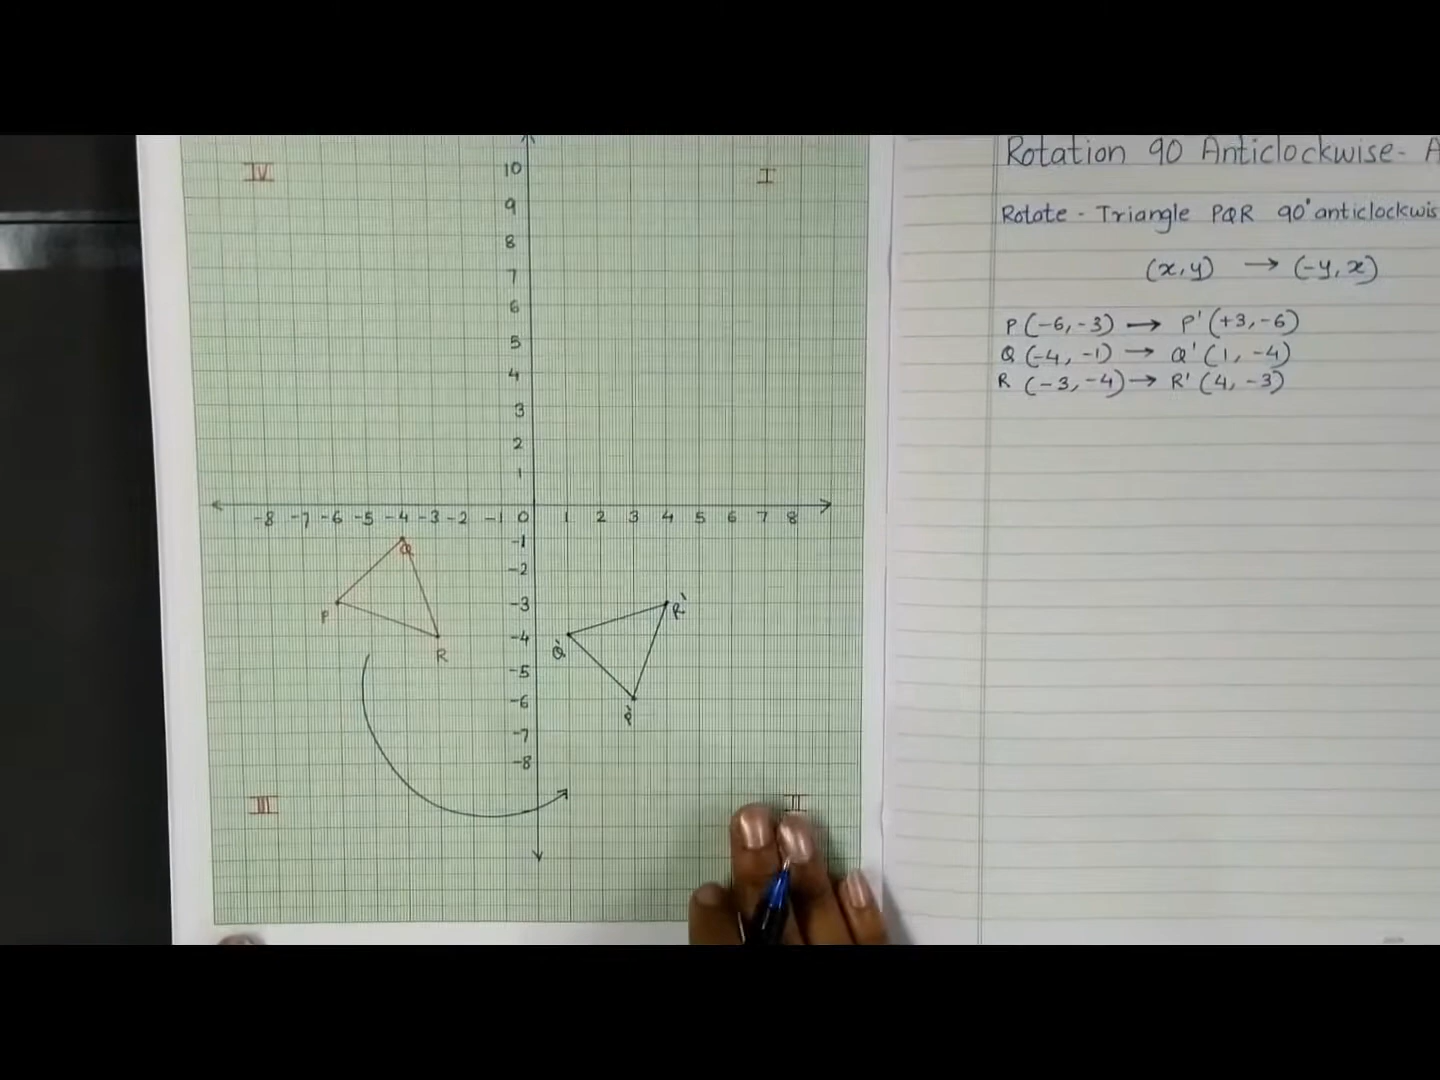 IV
I
10
9
8
7
6
5
4
3
2
1
-8 -7 -6 -5 -4 -3 -2 -1 0 1 2 3 4 5 6 7 8
-1
-2
-3
-4
-5
-6
-7
-8
Q
P
R
R'
Q'
P'
III
II
Rotation 90 Anticlockwise - A
Rotate - Triangle PQR 90° anticlockwis
(x,y) → (-y,x)
P (-6,-3) → P' (+3,-6)
Q (-4, -1) → Q' (1, -4)
R (-3,-4) → R' (4, -3)